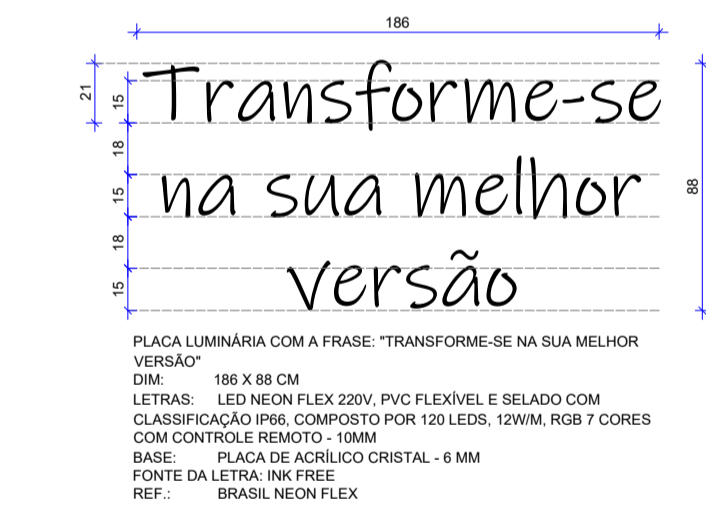 186
Transforme-se
21
15
18
na sua melhor
15
88
18
versão
15
PLACA LUMINÁRIA COM A FRASE: "TRANSFORME-SE NA SUA MELHOR
VERSÃO"
DIM: 186 X 88 CM
LETRAS: LED NEON FLEX 220V, PVC FLEXÍVEL E SELADO COM
CLASSIFICAÇÃO IP66, COMPOSTO POR 120 LEDS, 12W/M, RGB 7 CORES
COM CONTROLE REMOTO - 10MM
BASE: PLACA DE ACRÍLICO CRISTAL - 6 MM
FONTE DA LETRA: INK FREE
REF.: BRASIL NEON FLEX